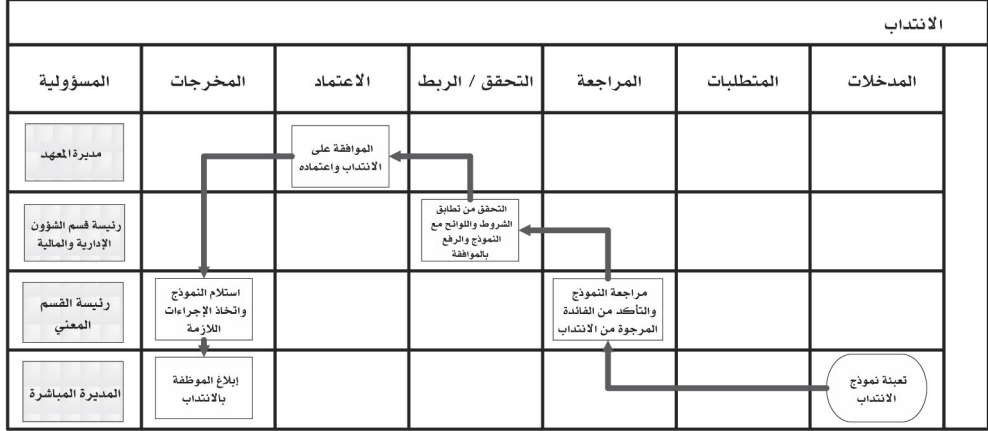 الانتداب
المدخلات
المتطلبات
المراجعة
التحقق / الربط
الاعتماد
المخرجات
المسؤولية
الموافقة على
الانتداب واعتماده
مديرة المعهد
التحقق من تطابق
الشروط واللوائح مع
النموذج والرفع
بالموافقة
رئيسة قسم الشؤون
الإدارية والمالية
مراجعة النموذج
والتأكد من الفائدة
المرجوة من الانتداب
استلام النموذج
واتخاذ الإجراءات
اللازمة
رئيسة القسم
المعني
تعبئة نموذج
الانتداب
إبلاغ الموظفة
بالانتداب
المديرة المباشرة